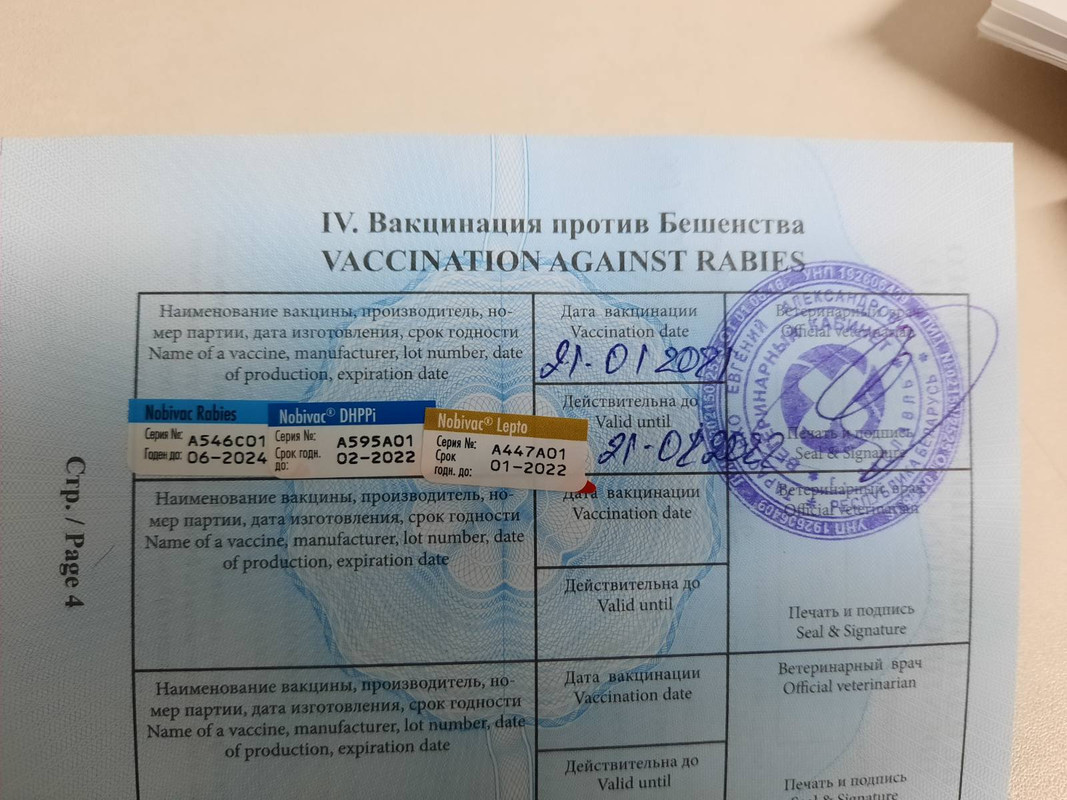 IV. Вакцинация против Бешенства
VACCINATION AGAINST RABIES
Наименование вакцины, производитель, но-
мер партии, дата изготовления, срок годности
Name of a vaccine, manufacturer, lot number, date
of production, expiration date
Дата вакцинации
Vaccination date
21-01 2021
Действительна до
Valid until
21-01 2022
Ветеринарный врач
Official veterinarian
Печать и подпись
Seal & Signature
Nobivac Rabies
Серия №: A546C01
Годен до: 06-2024
Nobivac® DHPPi
Серия №: A595A01
Срок годн.
до: 02-2022
Nobivac® Lepto
Серия №: A447A01
Срок
годн. до: 01-2022
ЕВГЕНИЙ АЛЕКСАНДРО
Наименование вакцины, производитель, но-
мер партии, дата изготовления, срок годности
Name of a vaccine, manufacturer, lot number, date
of production, expiration date
Дата вакцинации
Vaccination date
Действительна до
Valid until
Ветеринарный врач
Official veterinarian
Печать и подпись
Seal & Signature
Наименование вакцины, производитель, но-
мер партии, дата изготовления, срок годности
Name of a vaccine, manufacturer, lot number, date
of production, expiration date
Дата вакцинации
Vaccination date
Действительна до
Valid until
Ветеринарный врач
Official veterinarian
Печать и подпись
Seal & Signature
Стр. / Page 4